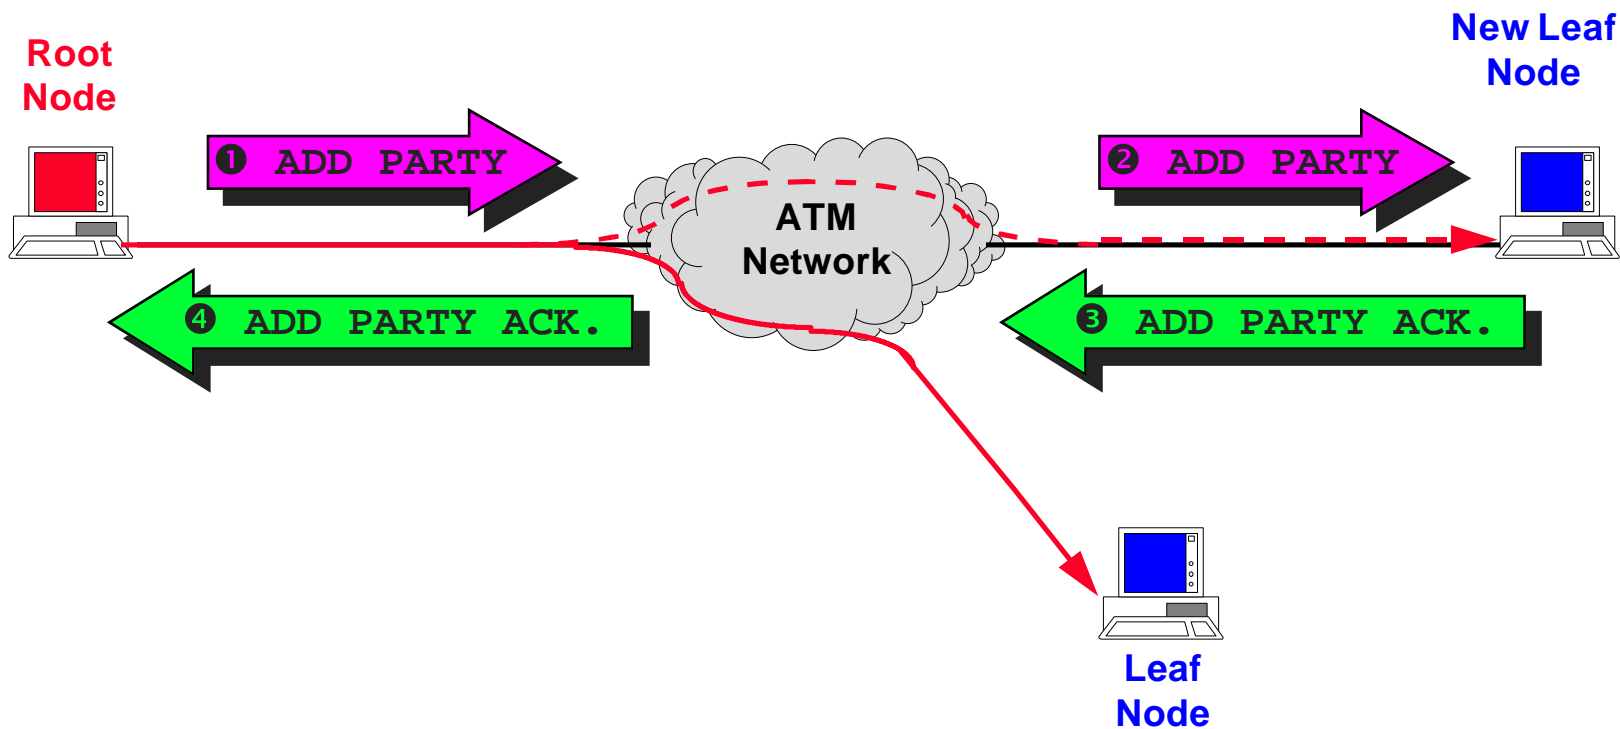 Root
Node
New Leaf
Node
❶ ADD PARTY
❷ ADD PARTY
ATM
Network
❹ ADD PARTY ACK.
❸ ADD PARTY ACK.
Leaf
Node